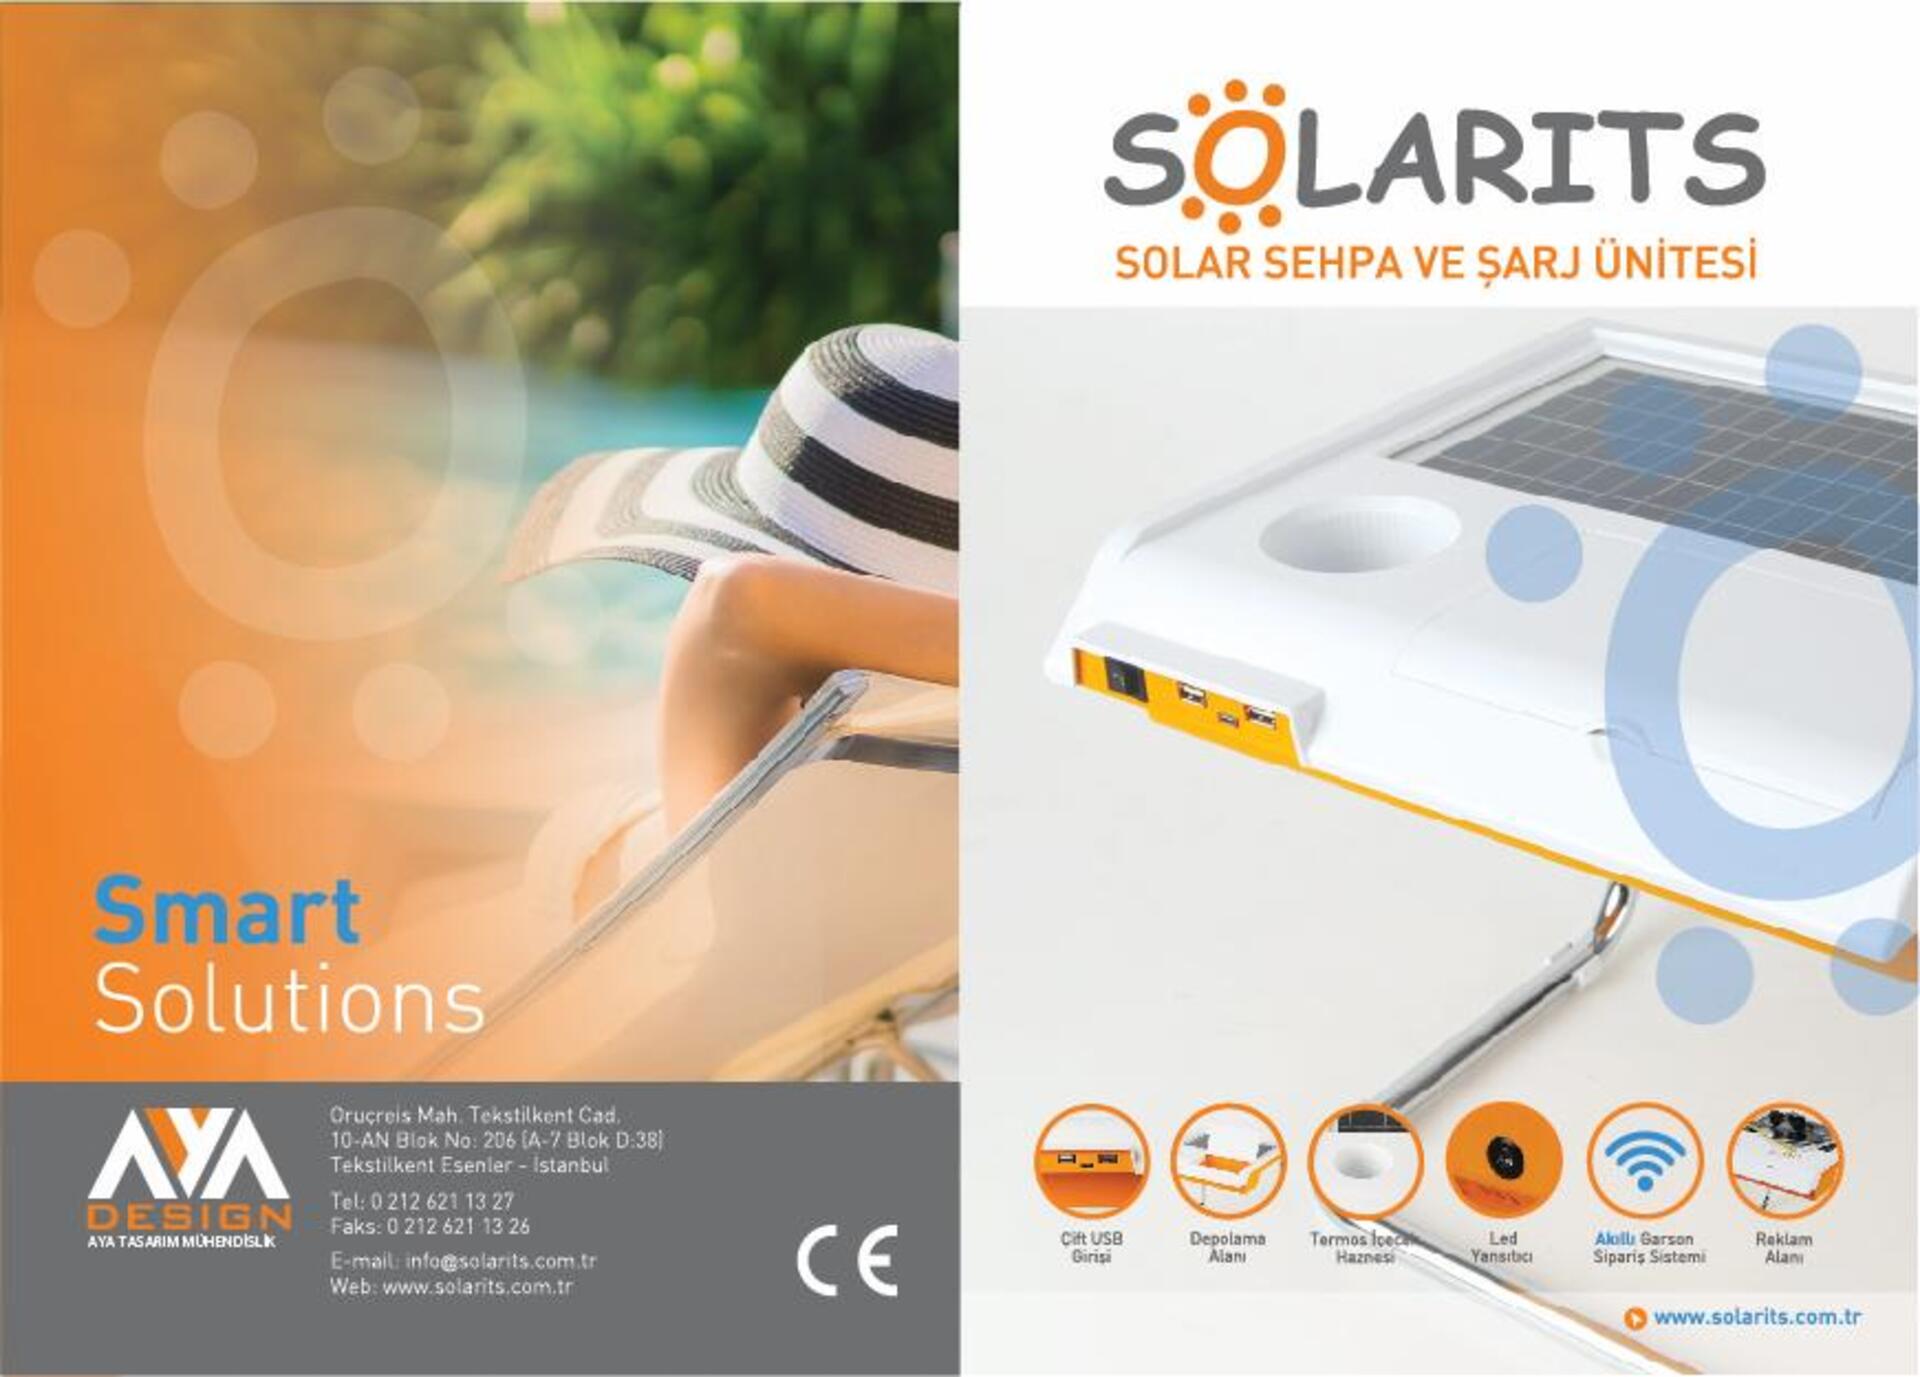 Smart
Solutions
AYA
DESIGN
AYA TASARIM MÜHENDİSLİK
Oruçreis Mah. Tekstilkent Cad.
10-AN Blok No: 206 (A-7 Blok D:38)
Tekstilkent Esenler - İstanbul
Tel: 0 212 621 13 27
Faks: 0 212 621 13 26
E-mail: info@solarits.com.tr
Web: www.solarits.com.tr
CE
SOLARITS
SOLAR SEHPA VE ŞARJ ÜNİTESİ
Çift USB
Girişi
Depolama
Alanı
Termos İçecek
Haznesi
Led
Yansıtıcı
Akıllı Garson
Sipariş Sistemi
Reklam
Alanı
www.solarits.com.tr